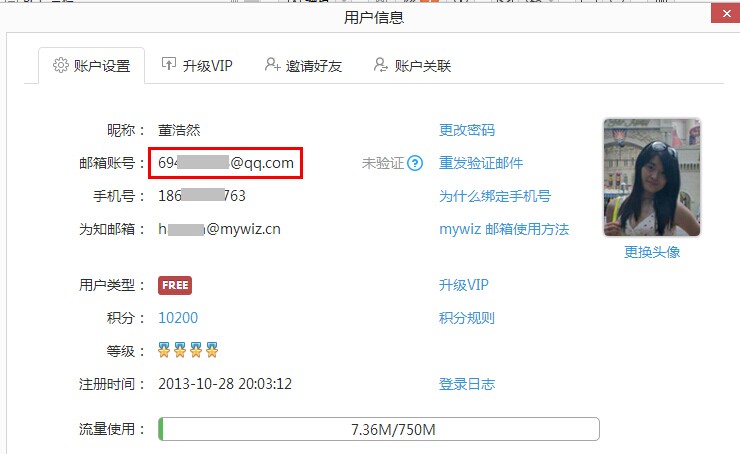 用户信息
账户设置 升级VIP 邀请好友 账户关联
昵称： 董浩然 更改密码
邮箱账号： 694 @qq.com 未验证 ? 重发验证邮件
手机号： 186 763 为什么绑定手机号
为知邮箱： h @mywiz.cn mywiz 邮箱使用方法
更换头像
用户类型： FREE 升级VIP
积分： 10200 积分规则
等级：
注册时间： 2013-10-28 20:03:12 登录日志
流量使用： 7.36M/750M